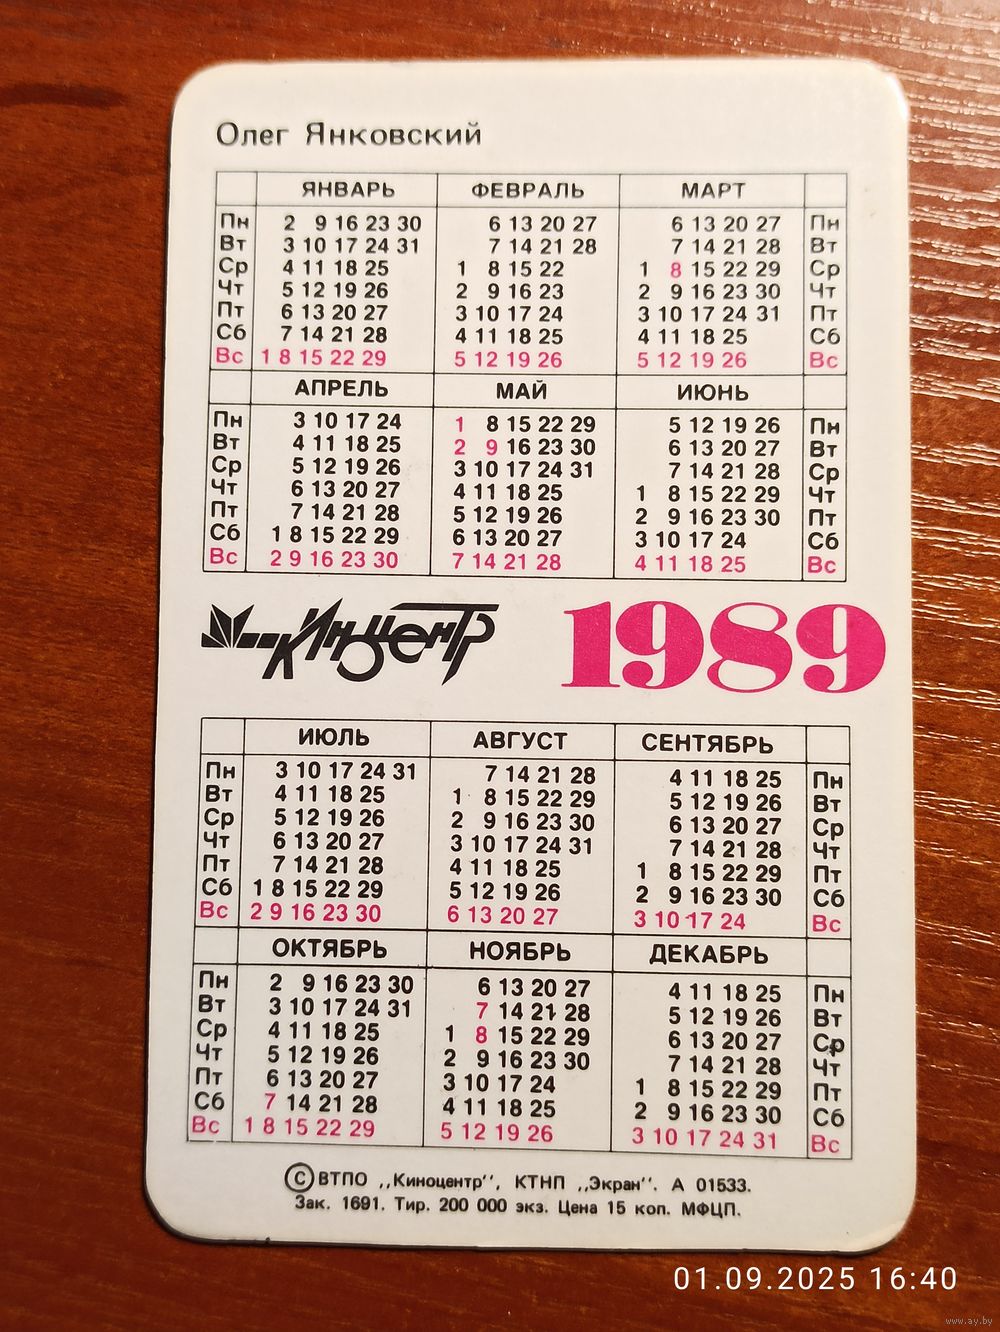 Олег Янковский
ЯНВАРЬ ФЕВРАЛЬ МАРТ
Пн 2 9 16 23 30 6 13 20 27 6 13 20 27 Пн
Вт 3 10 17 24 31 7 14 21 28 7 14 21 28 Вт
Ср 4 11 18 25 1 8 15 22 1 8 15 22 29 Ср
Чт 5 12 19 26 2 9 16 23 2 9 16 23 30 Чт
Пт 6 13 20 27 3 10 17 24 3 10 17 24 31 Пт
Сб 7 14 21 28 4 11 18 25 4 11 18 25 Сб
Вс 1 8 15 22 29 5 12 19 26 5 12 19 26 Вс
АПРЕЛЬ МАЙ ИЮНЬ
Пн 3 10 17 24 1 8 15 22 29 5 12 19 26 Пн
Вт 4 11 18 25 2 9 16 23 30 6 13 20 27 Вт
Ср 5 12 19 26 3 10 17 24 31 7 14 21 28 Ср
Чт 6 13 20 27 4 11 18 25 1 8 15 22 29 Чт
Пт 7 14 21 28 5 12 19 26 2 9 16 23 30 Пт
Сб 1 8 15 22 29 6 13 20 27 3 10 17 24 Сб
Вс 2 9 16 23 30 7 14 21 28 4 11 18 25 Вс
Киноцентр 1989
ИЮЛЬ АВГУСТ СЕНТЯБРЬ
Пн 3 10 17 24 31 7 14 21 28 4 11 18 25 Пн
Вт 4 11 18 25 1 8 15 22 29 5 12 19 26 Вт
Ср 5 12 19 26 2 9 16 23 30 6 13 20 27 Ср
Чт 6 13 20 27 3 10 17 24 31 7 14 21 28 Чт
Пт 7 14 21 28 4 11 18 25 1 8 15 22 29 Пт
Сб 1 8 15 22 29 5 12 19 26 2 9 16 23 30 Сб
Вс 2 9 16 23 30 6 13 20 27 3 10 17 24 Вс
ОКТЯБРЬ НОЯБРЬ ДЕКАБРЬ
Пн 2 9 16 23 30 6 13 20 27 4 11 18 25 Пн
Вт 3 10 17 24 31 7 14 21 28 5 12 19 26 Вт
Ср 4 11 18 25 1 8 15 22 29 6 13 20 27 Ср
Чт 5 12 19 26 2 9 16 23 30 7 14 21 28 Чт
Пт 6 13 20 27 3 10 17 24 1 8 15 22 29 Пт
Сб 7 14 21 28 4 11 18 25 2 9 16 23 30 Сб
Вс 1 8 15 22 29 5 12 19 26 3 10 17 24 31 Вс
© ВТПО ,,Киноцентр'', КТНП ,,Экран''. А 01533.
Зак. 1691. Тир. 200 000 экз. Цена 15 коп. МФЦП.
01.09.2025 16:40
www.ay.by